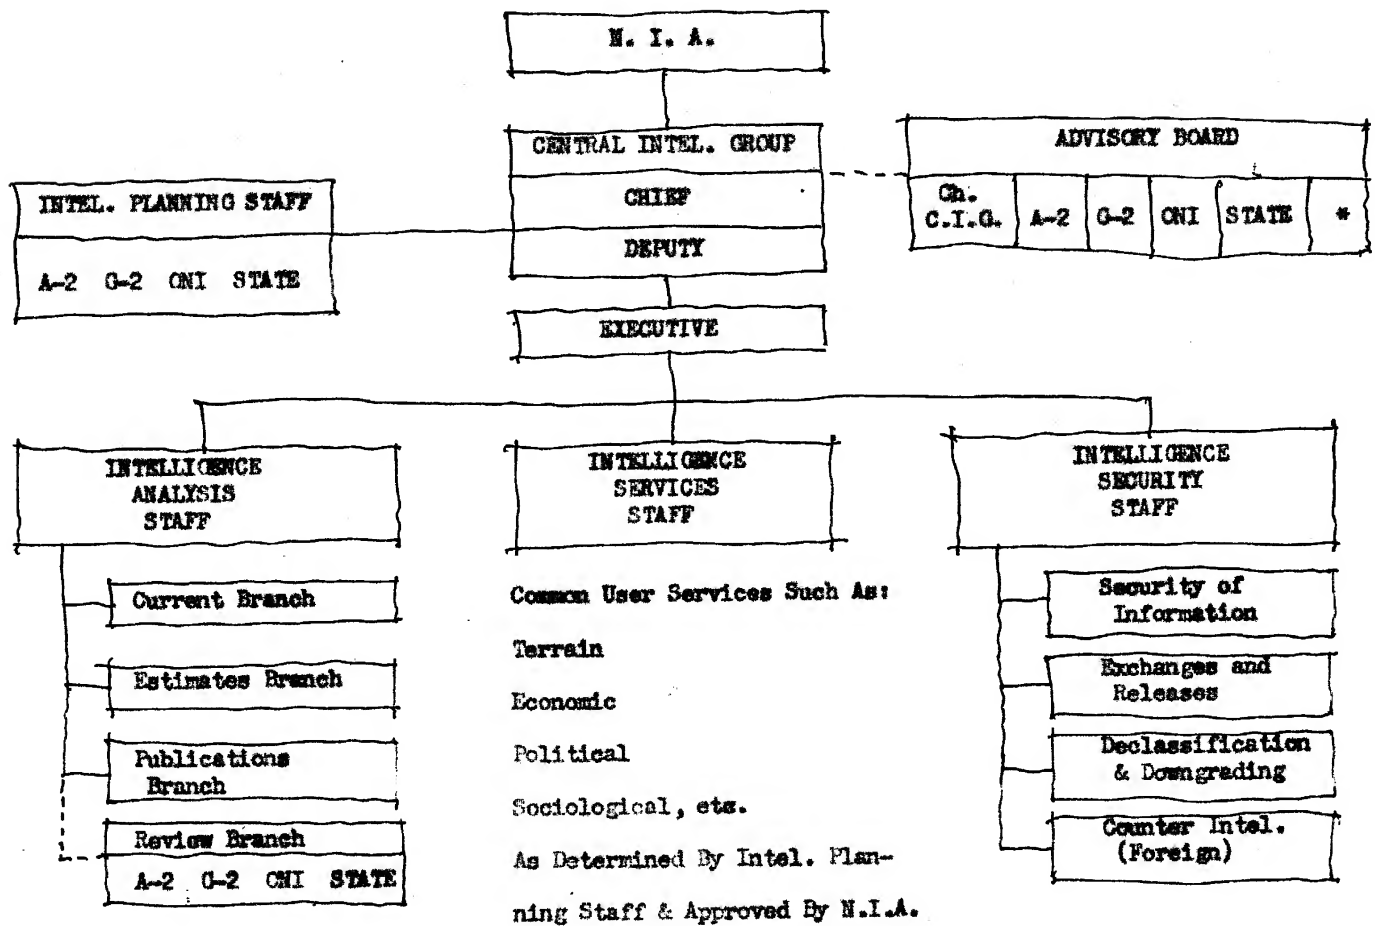 N. I. A.
CENTRAL INTEL. GROUP
CHIEF
DEPUTY
ADVISORY BOARD
Ch.
C.I.G.
A-2
G-2
ONI
STATE
*
INTEL. PLANNING STAFF
A-2 G-2 ONI STATE
EXECUTIVE
INTELLIGENCE
ANALYSIS
STAFF
Current Branch
Estimates Branch
Publications
Branch
Review Branch
A-2 G-2 ONI STATE
INTELLIGENCE
SERVICES
STAFF
Common User Services Such As:
Terrain
Economic
Political
Sociological, etc.
As Determined By Intel. Plan-
ning Staff & Approved By N.I.A.
INTELLIGENCE
SECURITY
STAFF
Security of
Information
Exchanges and
Releases
Declassification
& Downgrading
Counter Intel.
(Foreign)